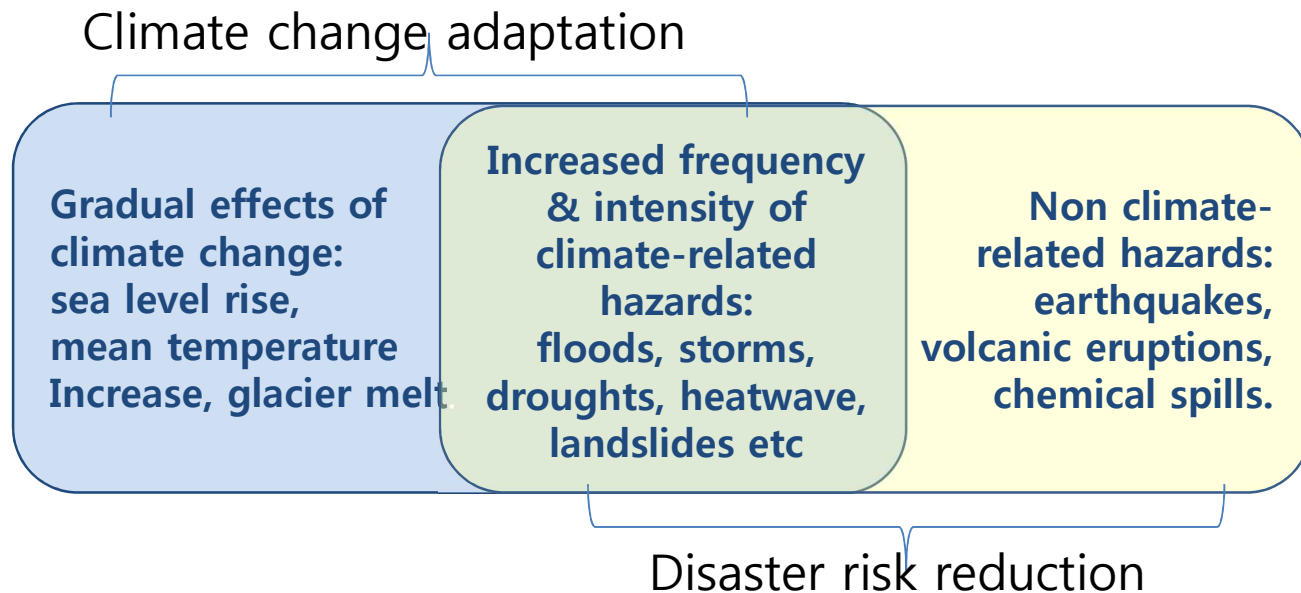 Climate change adaptation
Gradual effects of
climate change:
sea level rise,
mean temperature
Increase, glacier melt.
Increased frequency
& intensity of
climate-related
hazards:
floods, storms,
droughts, heatwave,
landslides etc
Non climate-
related hazards:
earthquakes,
volcanic eruptions,
chemical spills.
Disaster risk reduction